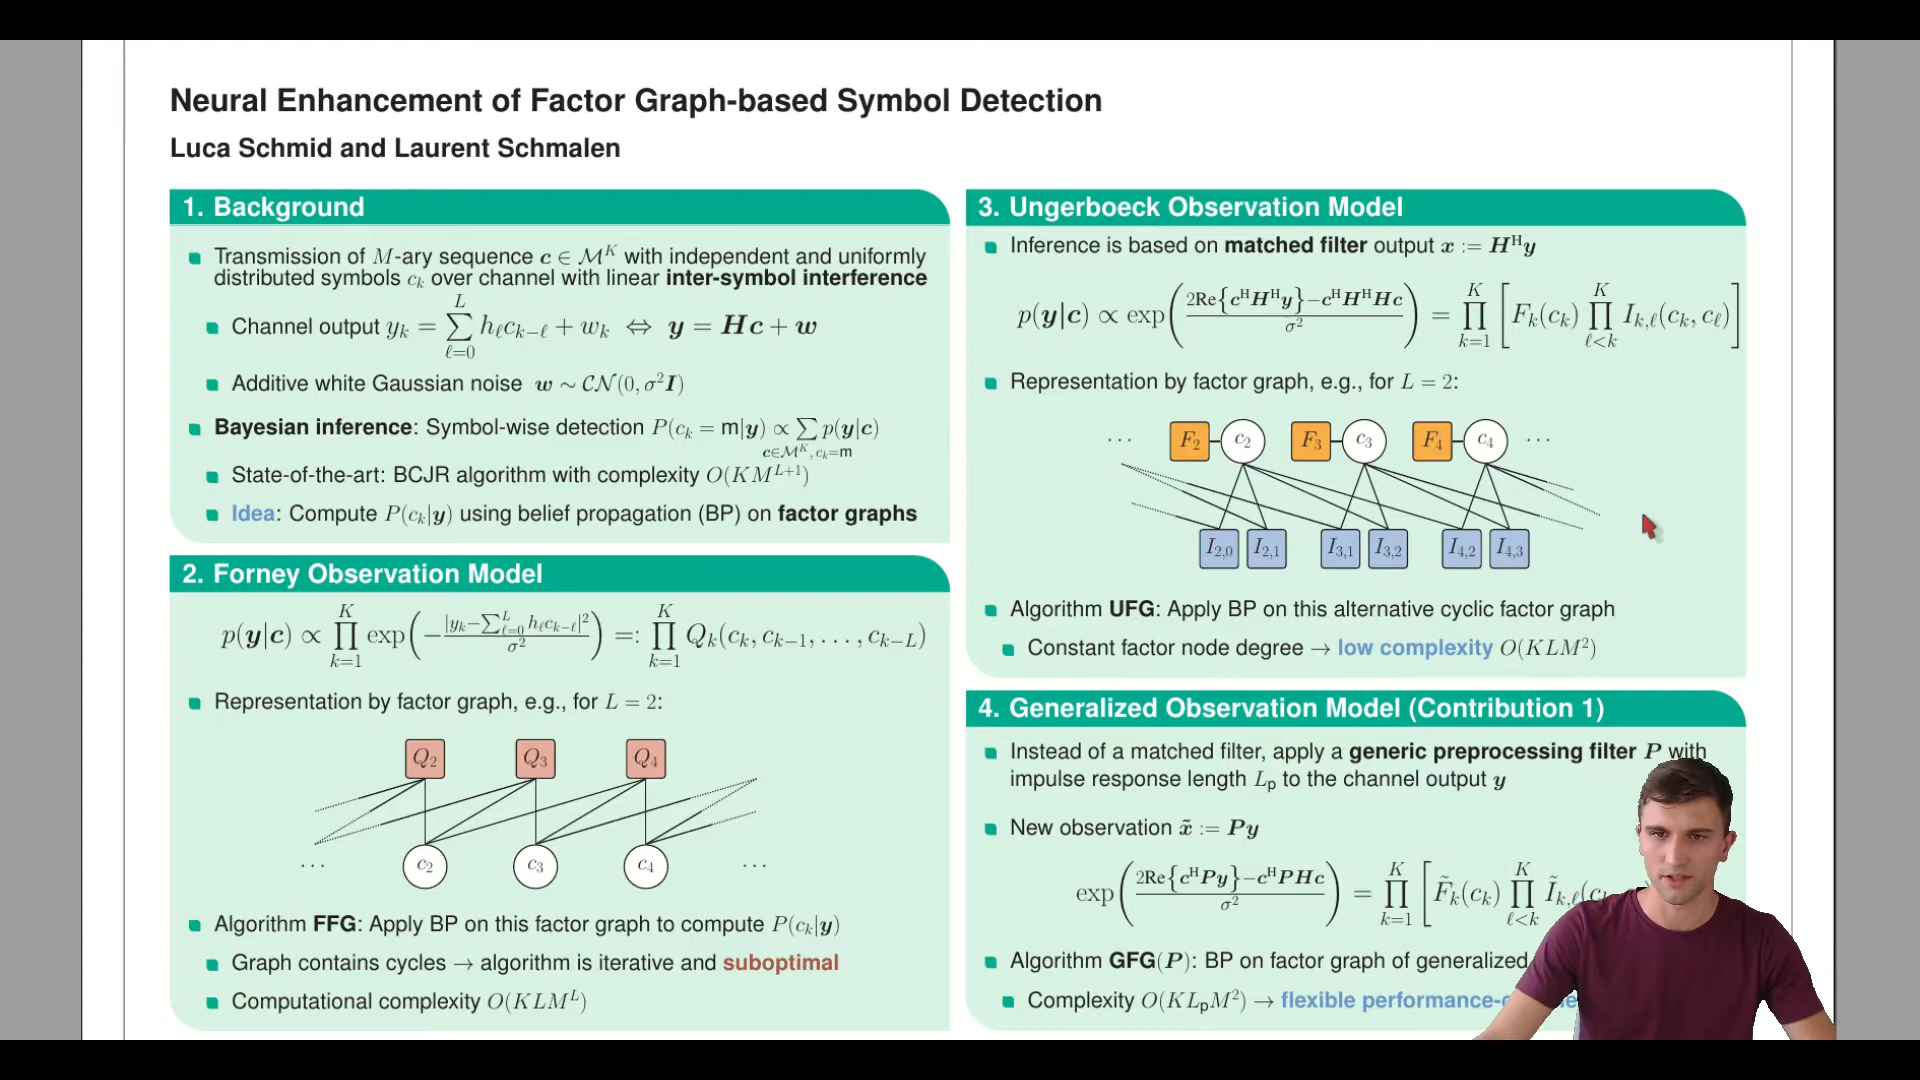 Neural Enhancement of Factor Graph-based Symbol Detection
Luca Schmid and Laurent Schmalen
1. Background
Transmission of M-ary sequence c ∈ M^K with independent and uniformly
distributed symbols c_k over channel with linear inter-symbol interference
Channel output y_k = ∑_{ℓ=0}^{L} h_ℓ c_{k−ℓ} + w_k ⇔ y = Hc + w
Additive white Gaussian noise w ∼ CN(0, σ²I)
Bayesian inference: Symbol-wise detection P(c_k = m|y) ∝ ∑_{c∈M^K, c_k=m} p(y|c)
State-of-the-art: BCJR algorithm with complexity O(KM^{L+1})
Idea: Compute P(c_k|y) using belief propagation (BP) on factor graphs
2. Forney Observation Model
p(y|c) ∝ ∏_{k=1}^{K} exp(−|y_k−∑_{ℓ=0}^{L} h_ℓ c_{k−ℓ}|²/σ²) =: ∏_{k=1}^{K} Q_k(c_k, c_{k−1}, . . . , c_{k−L})
Representation by factor graph, e.g., for L = 2:
Q_2 Q_3 Q_4
· · · c_2 c_3 c_4 · · ·
Algorithm FFG: Apply BP on this factor graph to compute P(c_k|y)
Graph contains cycles → algorithm is iterative and suboptimal
Computational complexity O(KLM^L)
3. Ungerboeck Observation Model
Inference is based on matched filter output x := H^H y
p(y|c) ∝ exp((2Re{c^H H^H y}−c^H H^H Hc)/σ²) = ∏_{k=1}^{K} [F_k(c_k) ∏_{ℓ<k}^{K} I_{k,ℓ}(c_k, c_ℓ)]
Representation by factor graph, e.g., for L = 2:
· · · F_2 c_2 F_3 c_3 F_4 c_4 · · ·
I_{2,0} I_{2,1} I_{3,1} I_{3,2} I_{4,2} I_{4,3}
Algorithm UFG: Apply BP on this alternative cyclic factor graph
Constant factor node degree → low complexity O(KLM²)
4. Generalized Observation Model (Contribution 1)
Instead of a matched filter, apply a generic preprocessing filter P with
impulse response length L_p to the channel output y
New observation x̃ := Py
exp((2Re{c^H Py}−c^H PHc)/σ²) = ∏_{k=1}^{K} [F̃_k(c_k) ∏_{ℓ<k}^{K} Ĩ_{k,ℓ}(c
Algorithm GFG(P): BP on factor graph of generalized
Complexity O(KL_pM²) → flexible performance-